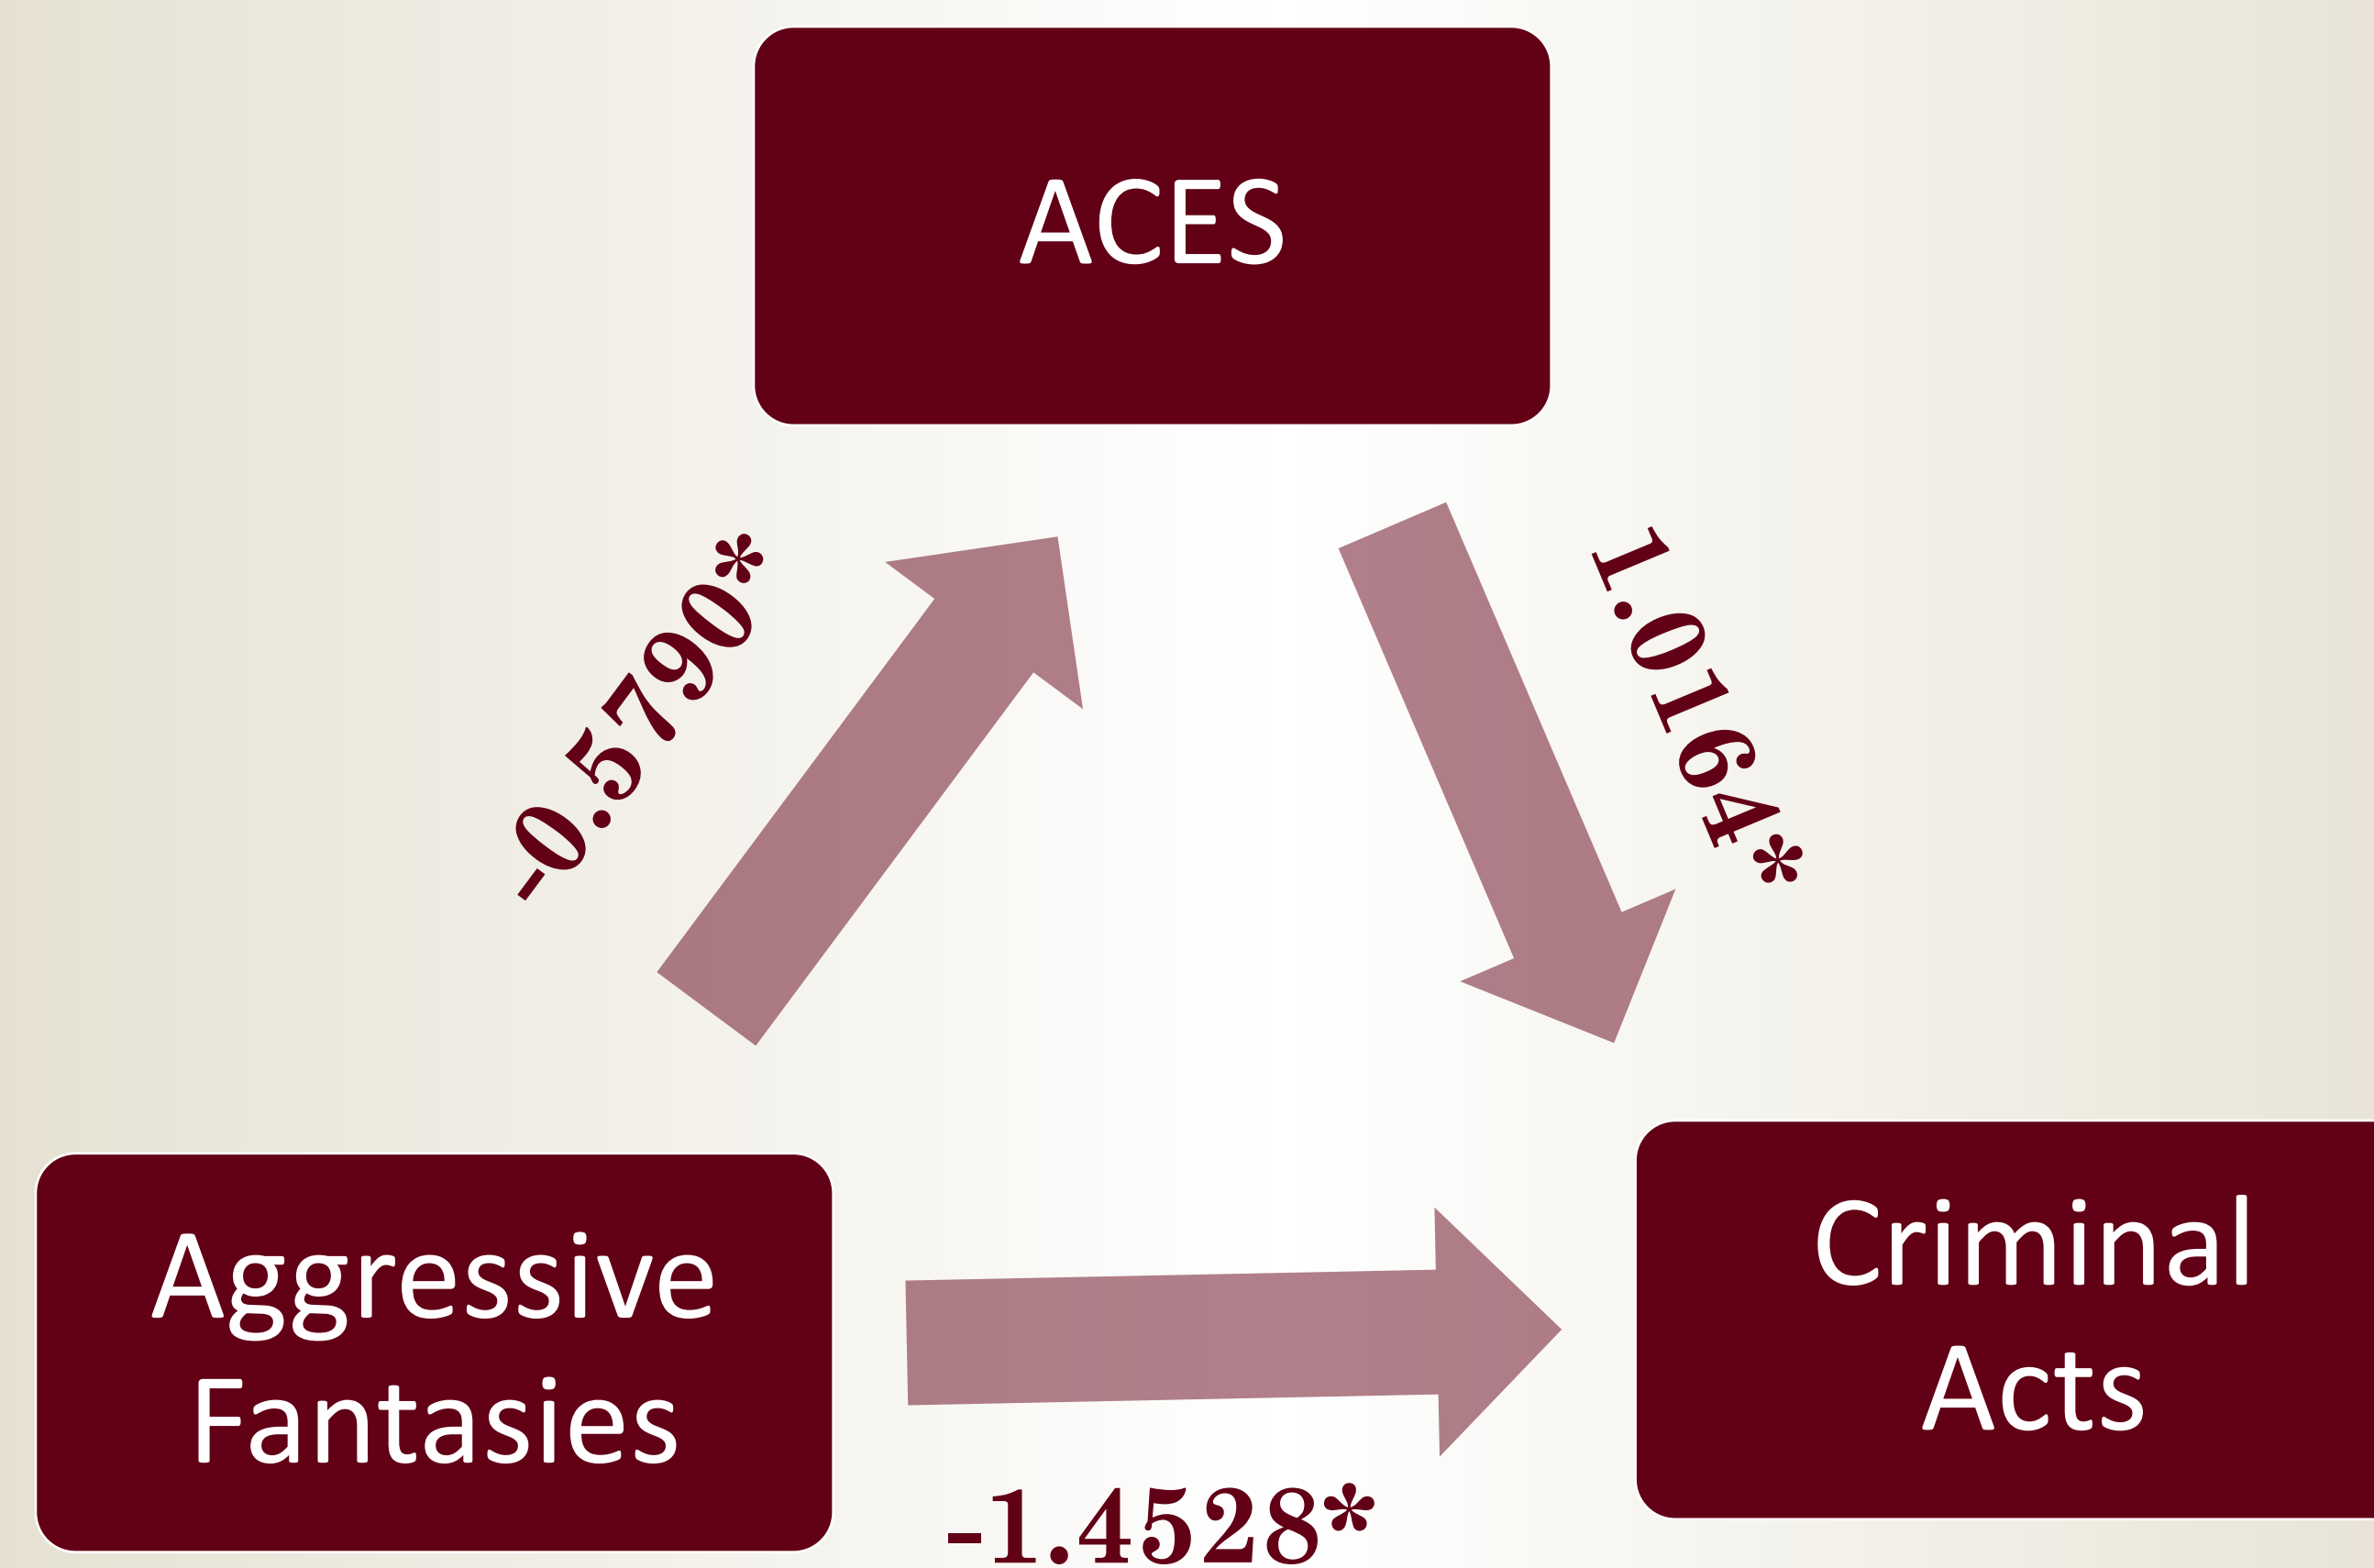 ACES
-0.5790*
1.0164*
Aggressive
Fantasies
Criminal
Acts
-1.4528*